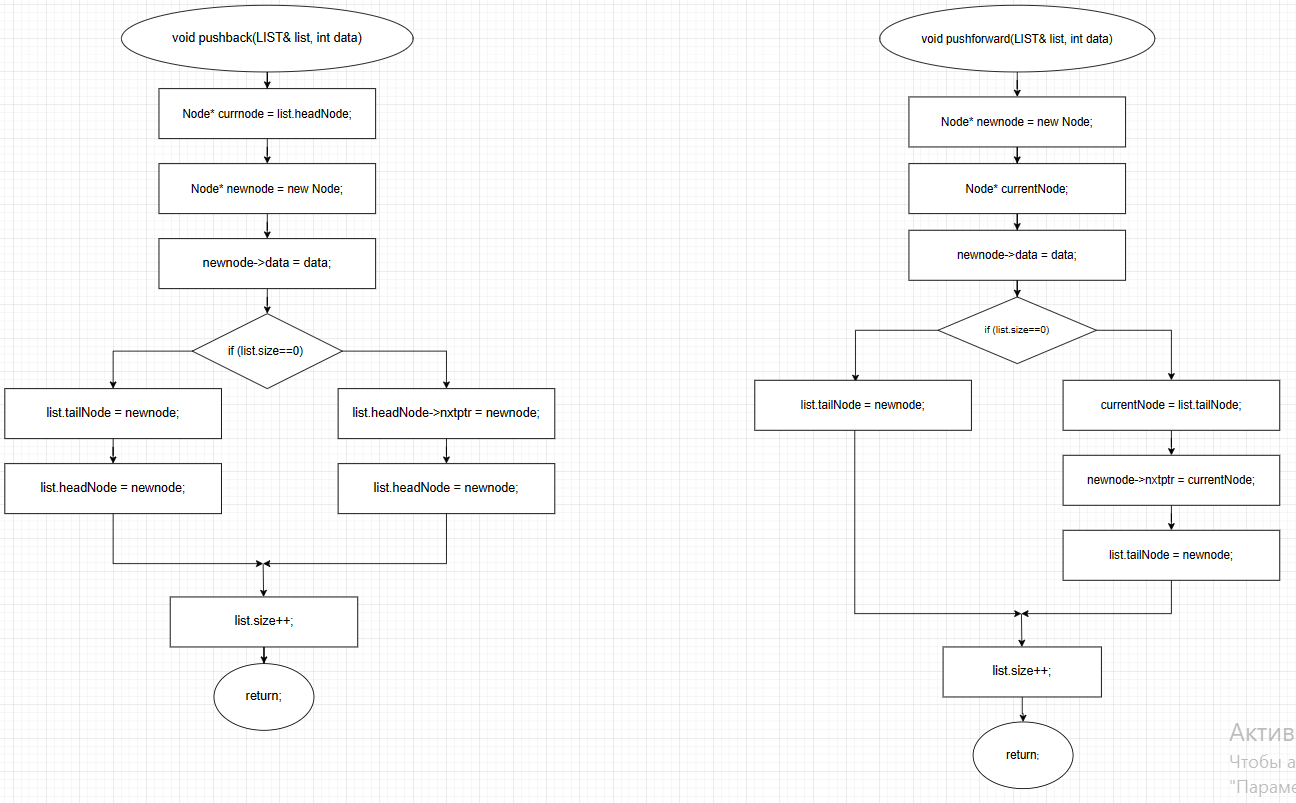 void pushback(LIST& list, int data)
Node* currnode = list.headNode;
Node* newnode = new Node;
newnode->data = data;
if (list.size==0)
list.tailNode = newnode;
list.headNode = newnode;
list.headNode->nxtptr = newnode;
list.headNode = newnode;
list.size++;
return;
void pushforward(LIST& list, int data)
Node* newnode = new Node;
Node* currentNode;
newnode->data = data;
if (list.size==0)
list.tailNode = newnode;
currentNode = list.tailNode;
newnode->nxtptr = currentNode;
list.tailNode = newnode;
list.size++;
return;
Актив
Чтобы а
"Параме